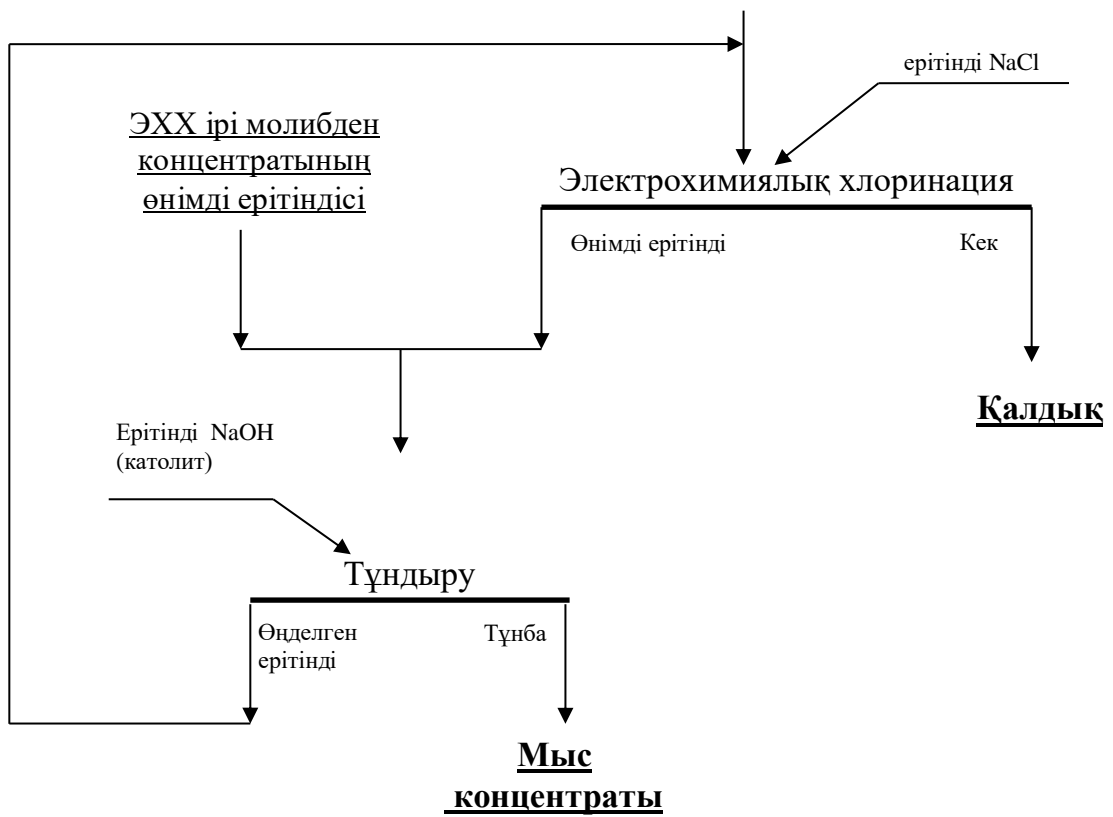 ерітінді NaCl
ЭХХ ірі молибден
концентратының
өнімді ерітіндісі
Электрохимиялық хлоринация
Өнімді ерітінді
Кек
Қалдық
Ерітінді NaOH
(католит)
Тұндыру
Өңделген
ерітінді
Тұнба
Мыс
концентраты